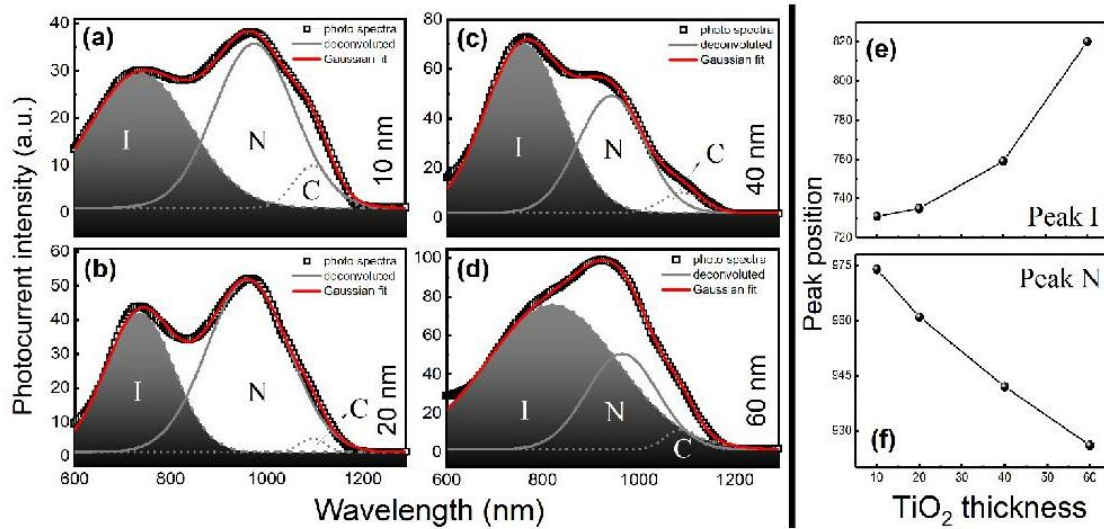 Photocurrent intensity (a.u.)
(a)
photo spectra
deconvoluted
Gaussian fit
40
30
20
10
0
I
N
C
10 nm
(b)
photo spectra
deconvoluted
Gaussian fit
60
50
40
30
20
10
0
I
N
C
20 nm
600 800 1000 1200
(c)
photo spectra
deconvoluted
Gaussian fit
80
60
40
20
0
I
N
C
40 nm
(d)
photo spectra
deconvoluted
Gaussian fit
100
80
60
40
20
0
I
N
C
60 nm
600 800 1000 1200
Wavelength (nm)
Peak position
(e)
820
800
780
760
740
720
Peak I
Peak N
975
960
945
930
(f)
10 20 30 40 50 60
TiO₂ thickness